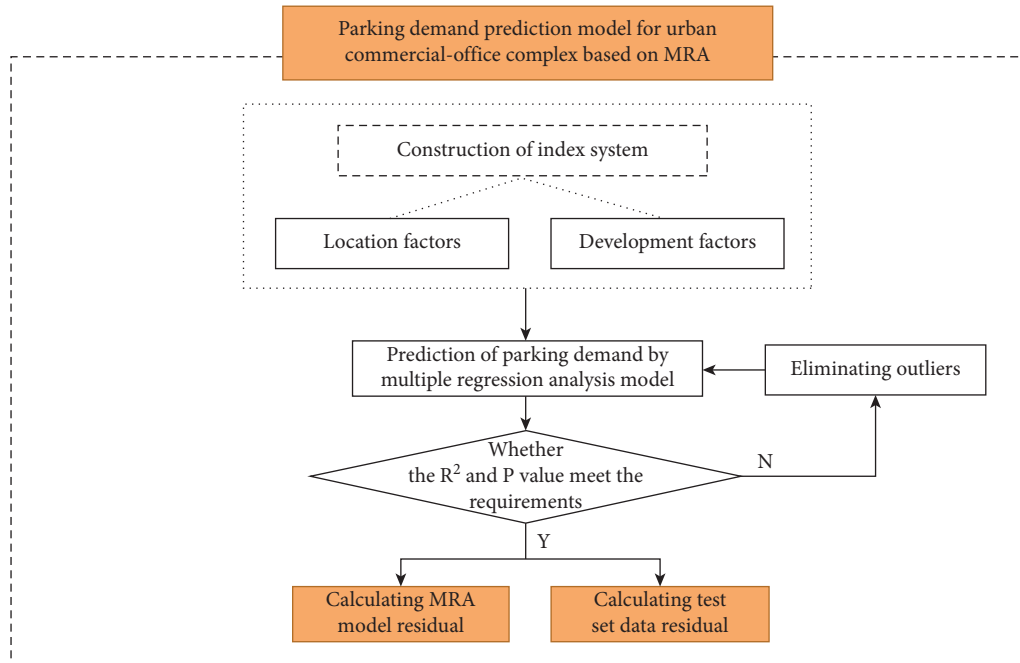 Parking demand prediction model for urban
commercial-office complex based on MRA
Construction of index system
Location factors
Development factors
Prediction of parking demand by
multiple regression analysis model
Eliminating outliers
Whether
the R² and P value meet the
requirements
N
Y
Calculating MRA
model residual
Calculating test
set data residual